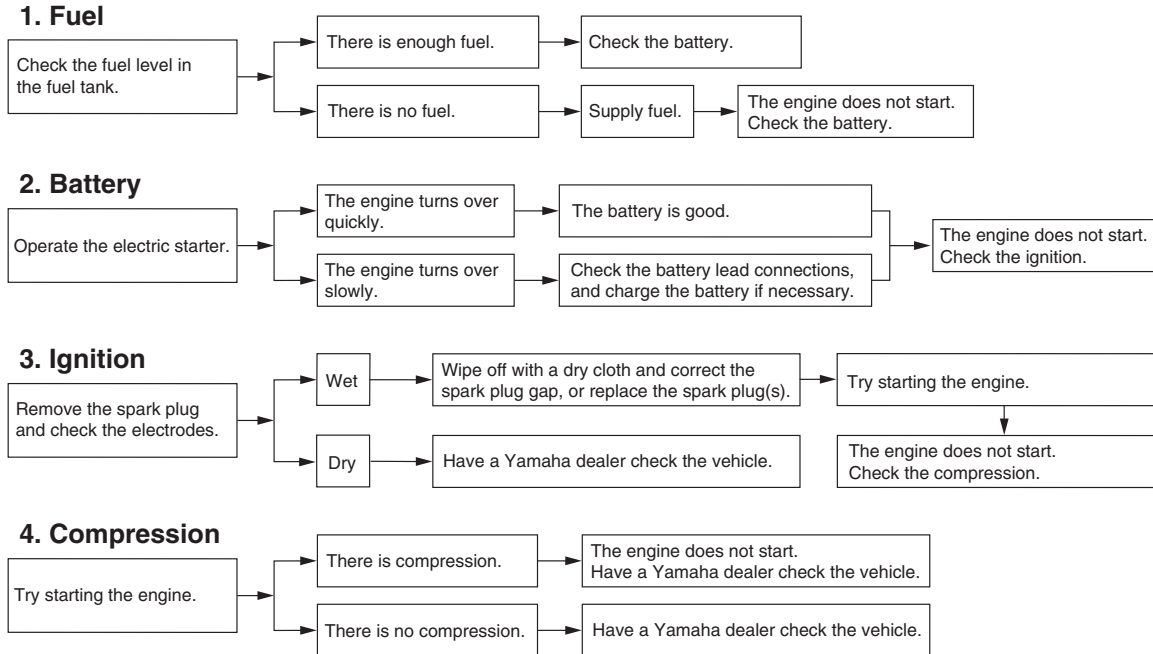 1. Fuel
Check the fuel level in
the fuel tank.
There is enough fuel.
Check the battery.
There is no fuel.
Supply fuel.
The engine does not start.
Check the battery.
2. Battery
Operate the electric starter.
The engine turns over
quickly.
The battery is good.
The engine turns over
slowly.
Check the battery lead connections,
and charge the battery if necessary.
The engine does not start.
Check the ignition.
3. Ignition
Remove the spark plug
and check the electrodes.
Wet
Wipe off with a dry cloth and correct the
spark plug gap, or replace the spark plug(s).
Try starting the engine.
Dry
Have a Yamaha dealer check the vehicle.
The engine does not start.
Check the compression.
4. Compression
Try starting the engine.
There is compression.
The engine does not start.
Have a Yamaha dealer check the vehicle.
There is no compression.
Have a Yamaha dealer check the vehicle.